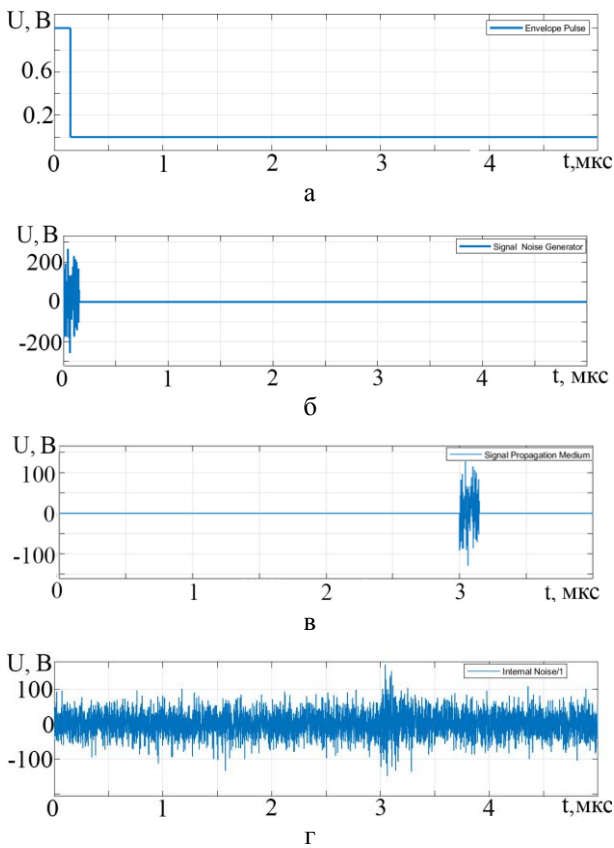 U, В
Envelope Pulse
0.6
0.2
0 1 2 3 4 t,мкс
а
U, В
Signal Noise Generator
200
0
-200
0 1 2 3 4 t, мкс
б
U, В
Signal Propagation Medium
100
0
-100
0 1 2 3 t, мкс
в
U, В
Internal Noise/1
100
0
-100
0 1 2 3 4 t,мкс
г